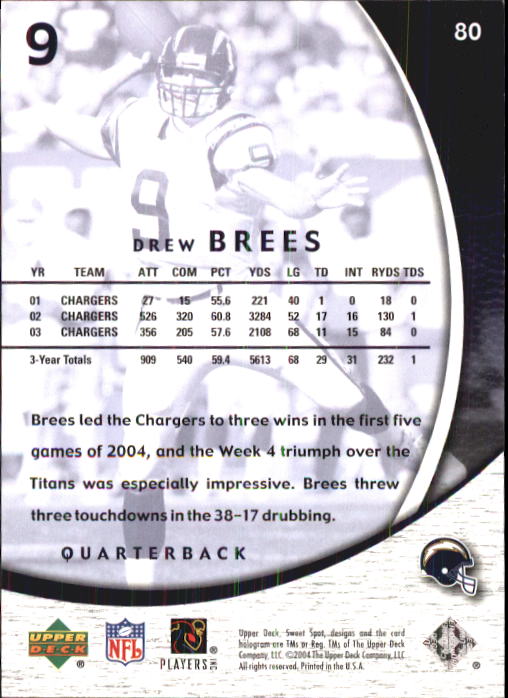 9
80
9
9
DREW BREES
YR TEAM ATT COM PCT YDS LG TD INT RYDS TDS
01 CHARGERS 27 15 55.6 221 40 1 0 18 0
02 CHARGERS 526 320 60.8 3284 52 17 16 130 1
03 CHARGERS 356 205 57.6 2108 68 11 15 84 0
3-Year Totals 909 540 59.4 5613 68 29 31 232 1
Brees led the Chargers to three wins in the first five
games of 2004, and the Week 4 triumph over the
Titans was especially impressive. Brees threw
three touchdowns in the 38–17 drubbing.
QUARTERBACK
UPPER DECK ®
NFL
PLAYERS INC ®
Upper Deck, Sweet Spot, designs and the card
hologram are TMs or Reg. TMs of The Upper Deck
Company, LLC. ©2004 The Upper Deck Company, LLC
All rights reserved. Printed in the U.S.A.
®